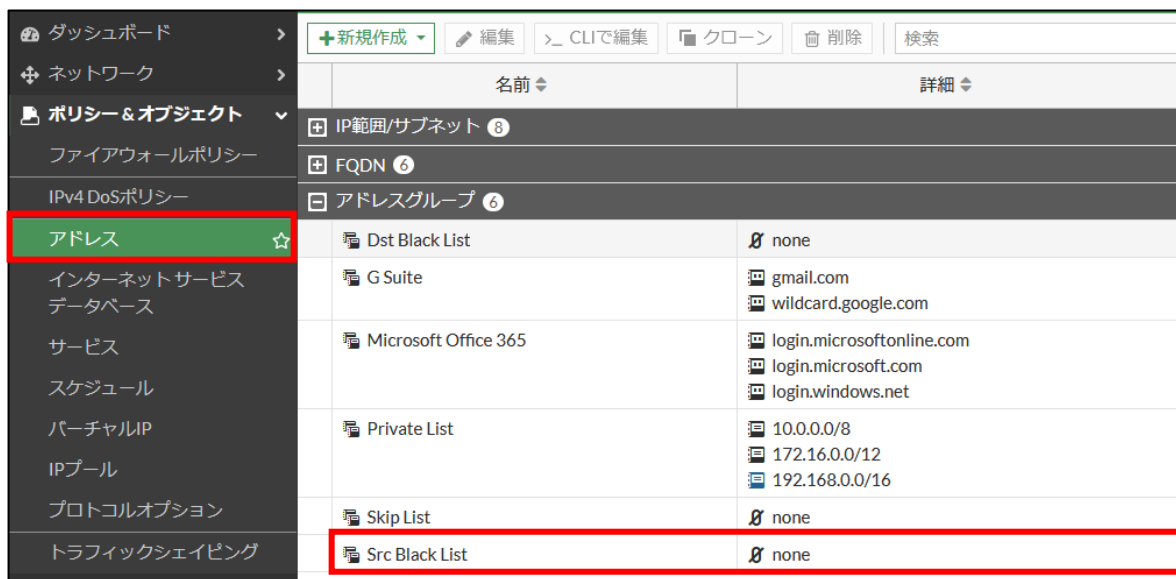 ダッシュボード
ネットワーク
ポリシー＆オブジェクト
ファイアウォールポリシー
IPv4 DoSポリシー
アドレス
インターネット サービス
データベース
サービス
スケジュール
バーチャルIP
IPプール
プロトコルオプション
トラフィックシェイピング
+新規作成 編集 >_ CLIで編集 クローン 削除 検索
名前 詳細
IP範囲/サブネット 8
FQDN 6
アドレスグループ 6
Dst Black List none
G Suite gmail.com
wildcard.google.com
Microsoft Office 365 login.microsoftonline.com
login.microsoft.com
login.windows.net
Private List 10.0.0.0/8
172.16.0.0/12
192.168.0.0/16
Skip List none
Src Black List none